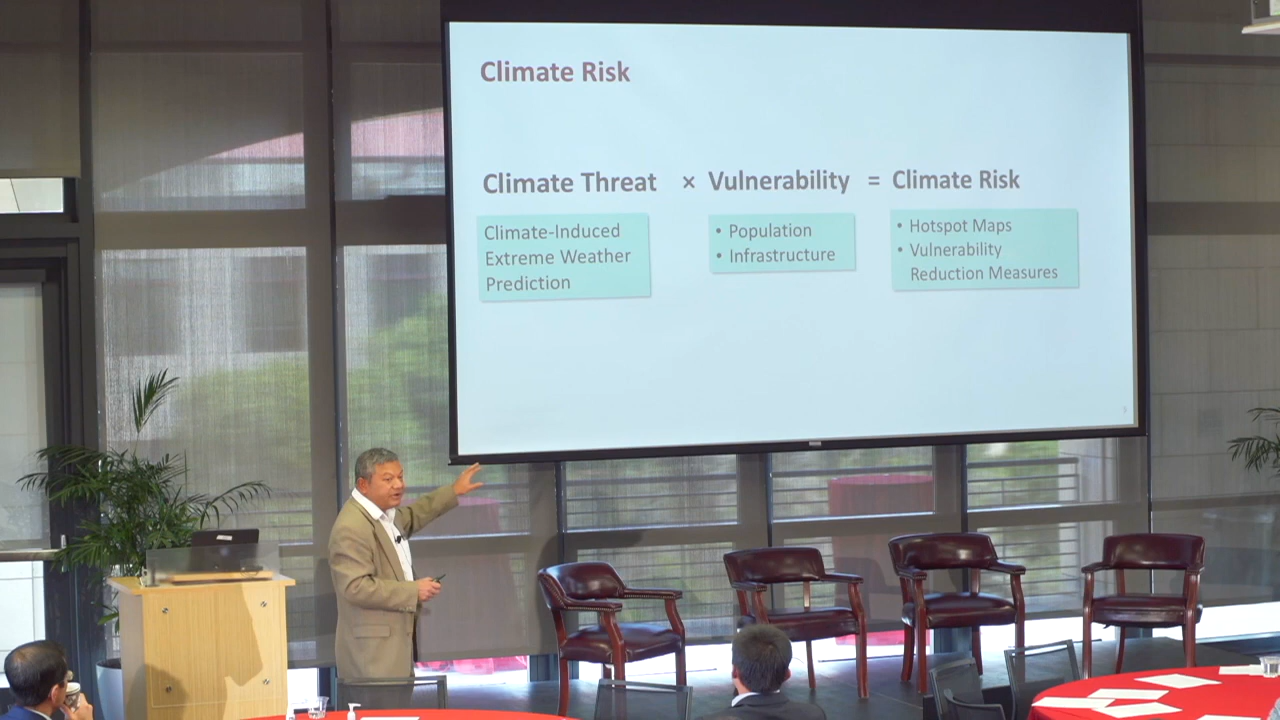 Climate Risk
Climate Threat × Vulnerability = Climate Risk
Climate-Induced
Extreme Weather
Prediction
• Population
• Infrastructure
• Hotspot Maps
• Vulnerability
Reduction Measures
9